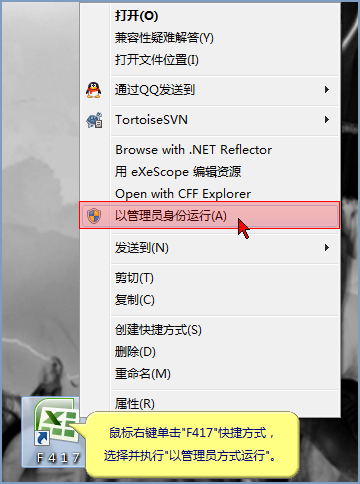 打开(O)
兼容性疑难解答(Y)
打开文件位置(I)
通过QQ发送到
TortoiseSVN
Browse with .NET Reflector
用 eXeScope 编辑资源
Open with CFF Explorer
以管理员身份运行(A)
发送到(N)
剪切(T)
复制(C)
创建快捷方式(S)
删除(D)
重命名(M)
属性(R)
F417
鼠标右键单击"F417"快捷方式，
选择并执行"以管理员方式运行"。